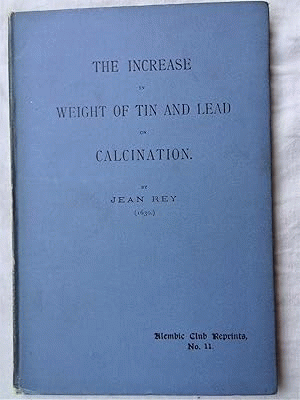 THE INCREASE
IN
WEIGHT OF TIN AND LEAD
ON
CALCINATION.
BY
JEAN REY
(1630.)
Alembic Club Reprints,
No. 11.